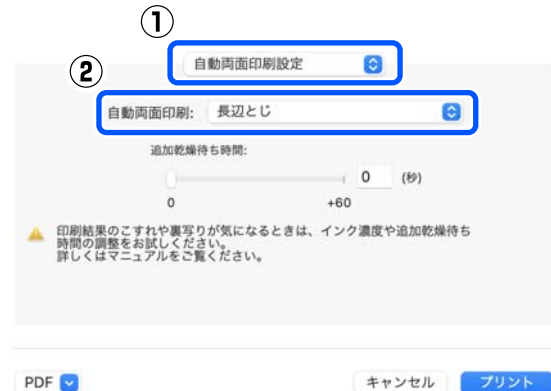 ①
自動両面印刷設定
②
自動両面印刷: 長辺とじ
追加乾燥待ち時間:
0 (秒)
0 +60
印刷結果のこすれや裏写りが気になるときは、インク濃度や追加乾燥待ち
時間の調整をお試しください。
詳しくはマニュアルをご覧ください。
PDF キャンセル プリント